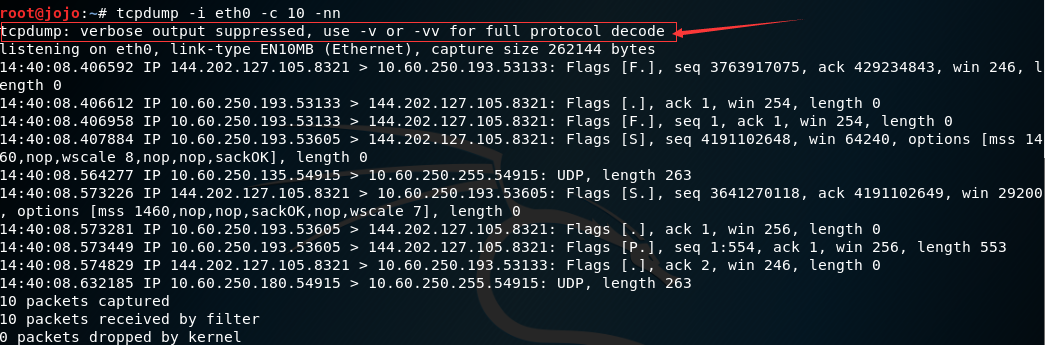 root@jojo:~# tcpdump -i eth0 -c 10 -nn
tcpdump: verbose output suppressed, use -v or -vv for full protocol decode
listening on eth0, link-type EN10MB (Ethernet), capture size 262144 bytes
14:40:08.406592 IP 144.202.127.105.8321 > 10.60.250.193.53133: Flags [F.], seq 3763917075, ack 429234843, win 246, l
ength 0
14:40:08.406612 IP 10.60.250.193.53133 > 144.202.127.105.8321: Flags [.], ack 1, win 254, length 0
14:40:08.406958 IP 10.60.250.193.53133 > 144.202.127.105.8321: Flags [F.], seq 1, ack 1, win 254, length 0
14:40:08.407884 IP 10.60.250.193.53605 > 144.202.127.105.8321: Flags [S], seq 4191102648, win 64240, options [mss 14
60,nop,wscale 8,nop,nop,sackOK], length 0
14:40:08.564277 IP 10.60.250.135.54915 > 10.60.250.255.54915: UDP, length 263
14:40:08.573226 IP 144.202.127.105.8321 > 10.60.250.193.53605: Flags [S.], seq 3641270118, ack 4191102649, win 29200
, options [mss 1460,nop,nop,sackOK,nop,wscale 7], length 0
14:40:08.573281 IP 10.60.250.193.53605 > 144.202.127.105.8321: Flags [.], ack 1, win 256, length 0
14:40:08.573449 IP 10.60.250.193.53605 > 144.202.127.105.8321: Flags [P.], seq 1:554, ack 1, win 256, length 553
14:40:08.574829 IP 144.202.127.105.8321 > 10.60.250.193.53133: Flags [.], ack 2, win 246, length 0
14:40:08.632185 IP 10.60.250.180.54915 > 10.60.250.255.54915: UDP, length 263
10 packets captured
10 packets received by filter
0 packets dropped by kernel